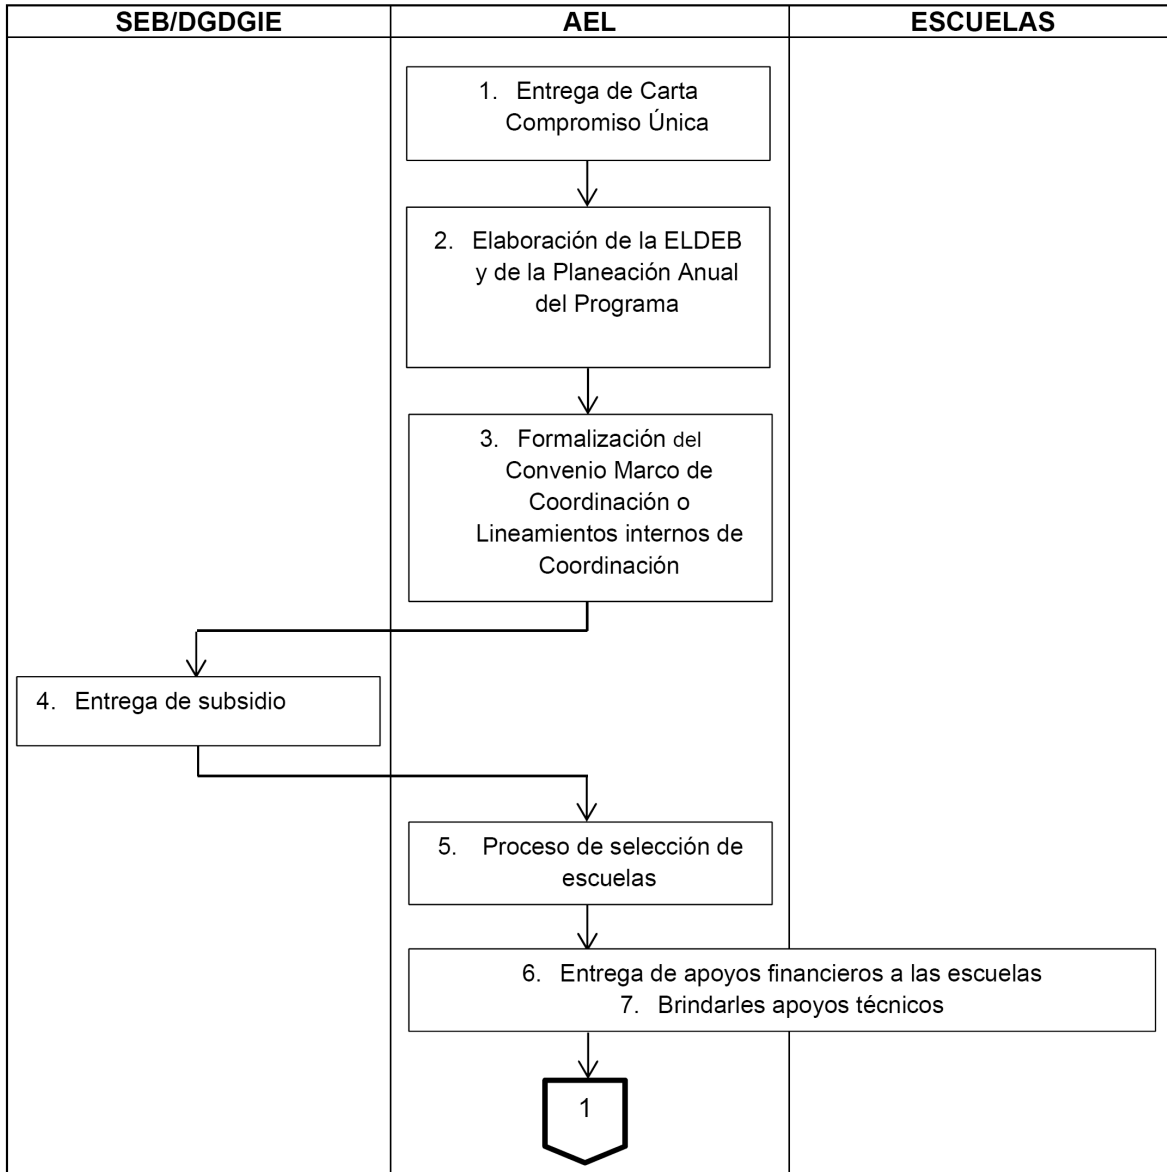 SEB/DGDGIE AEL ESCUELAS
1. Entrega de Carta
Compromiso Única
2. Elaboración de la ELDEB
y de la Planeación Anual
del Programa
3. Formalización del
Convenio Marco de
Coordinación o
Lineamientos internos de
Coordinación
4. Entrega de subsidio
5. Proceso de selección de
escuelas
6. Entrega de apoyos financieros a las escuelas
7. Brindarles apoyos técnicos
1